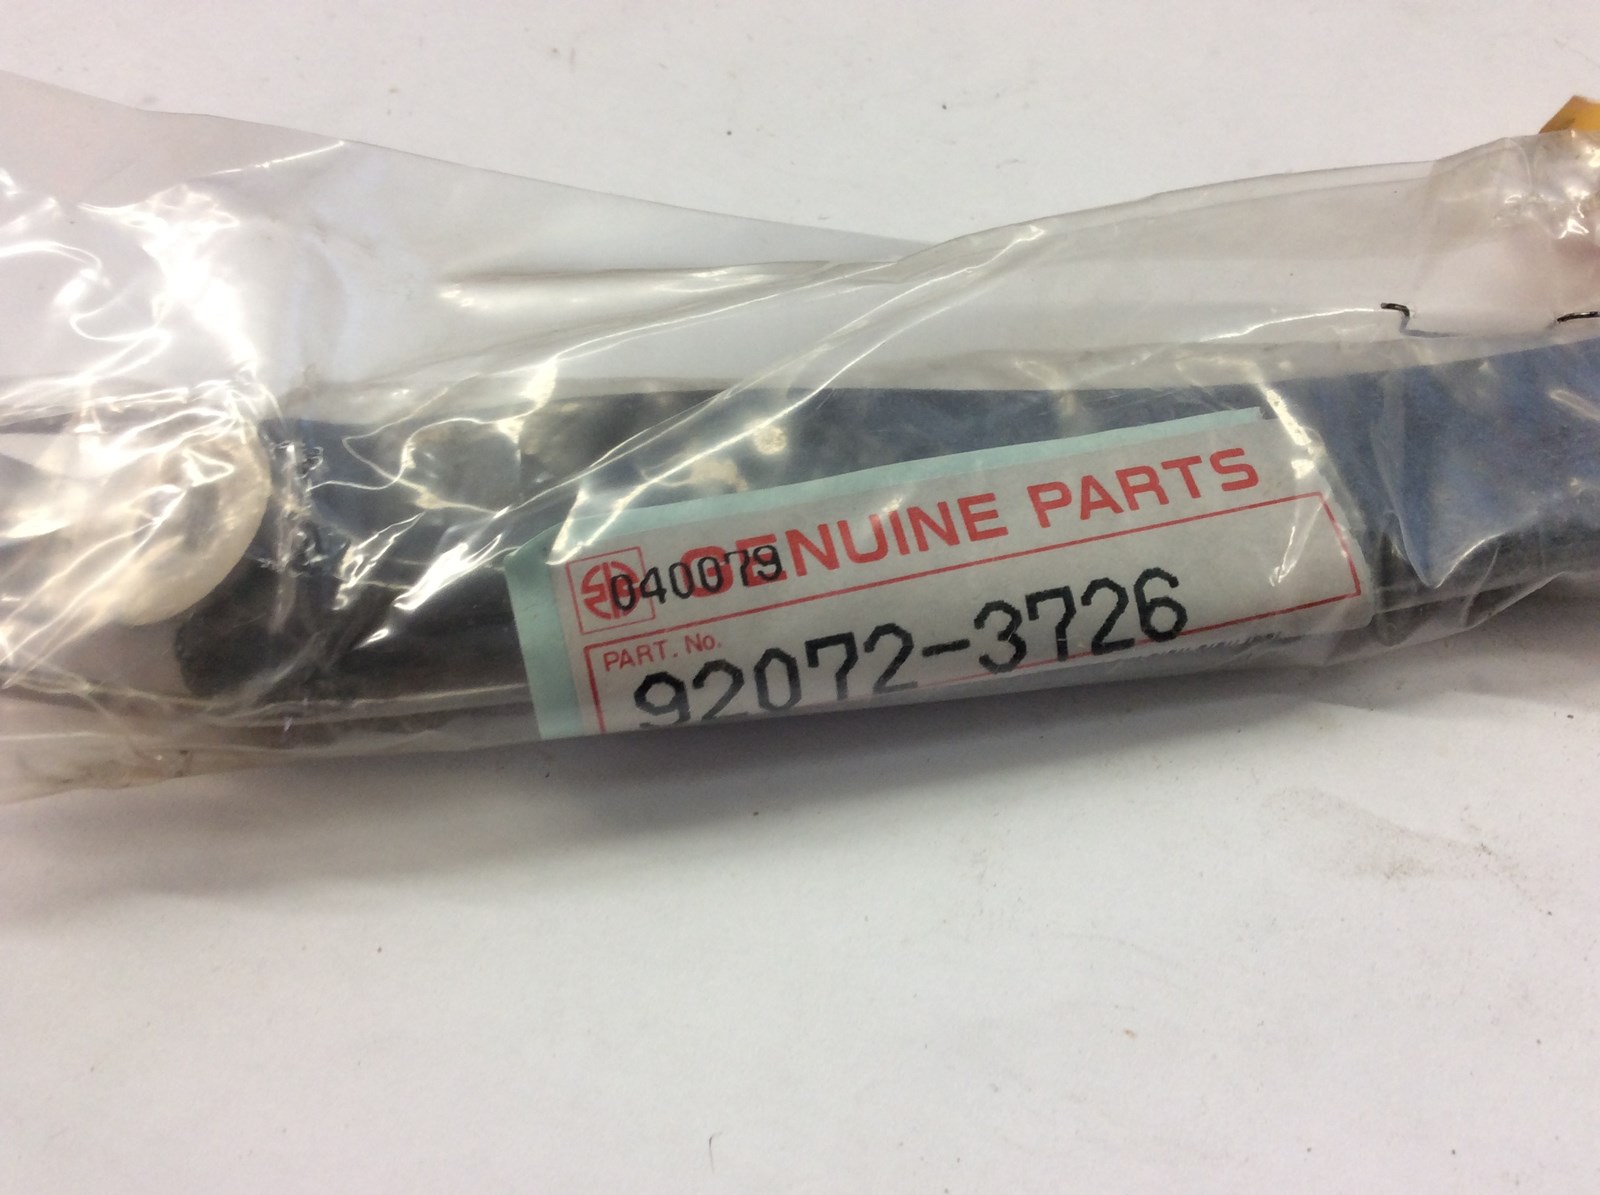 GENUINE PARTS
040079
PART. No.
92072-3726